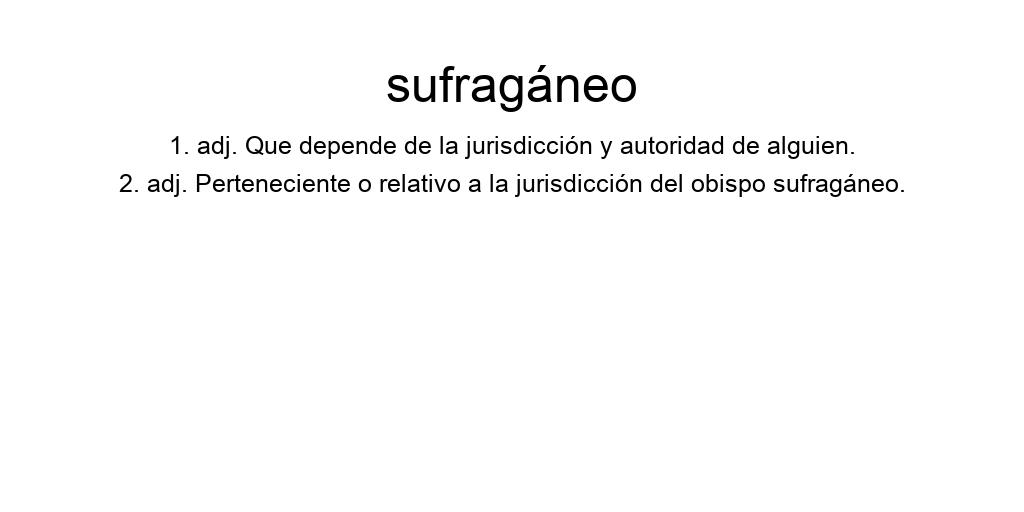 sufragáneo
1. adj. Que depende de la jurisdicción y autoridad de alguien.
2. adj. Perteneciente o relativo a la jurisdicción del obispo sufragáneo.